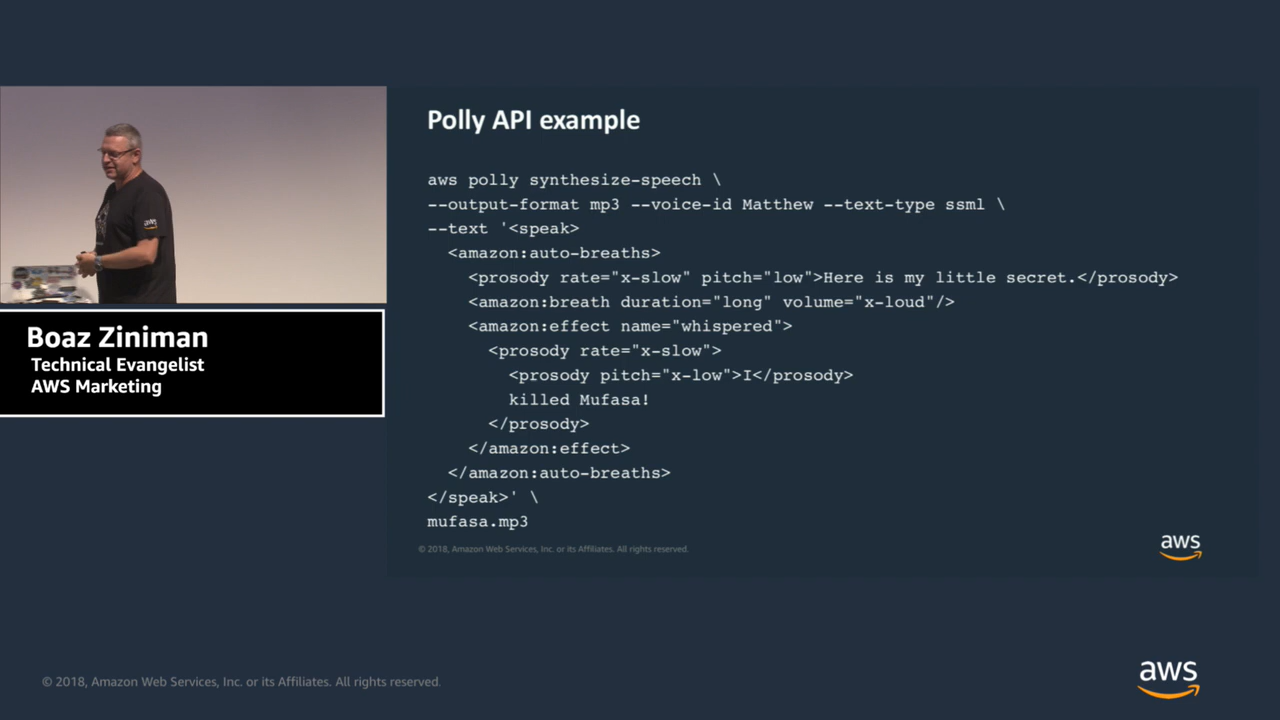 Polly API example
aws polly synthesize-speech \
--output-format mp3 --voice-id Matthew --text-type ssml \
--text '<speak>
<amazon:auto-breaths>
<prosody rate="x-slow" pitch="low">Here is my little secret.</prosody>
<amazon:breath duration="long" volume="x-loud"/>
<amazon:effect name="whispered">
<prosody rate="x-slow">
<prosody pitch="x-low">I</prosody>
killed Mufasa!
</prosody>
</amazon:effect>
</amazon:auto-breaths>
</speak>' \
mufasa.mp3
© 2018, Amazon Web Services, Inc. or its Affiliates. All rights reserved.
aws
aws
Boaz Ziniman
Technical Evangelist
AWS Marketing
© 2018, Amazon Web Services, Inc. or its Affiliates. All rights reserved.
aws